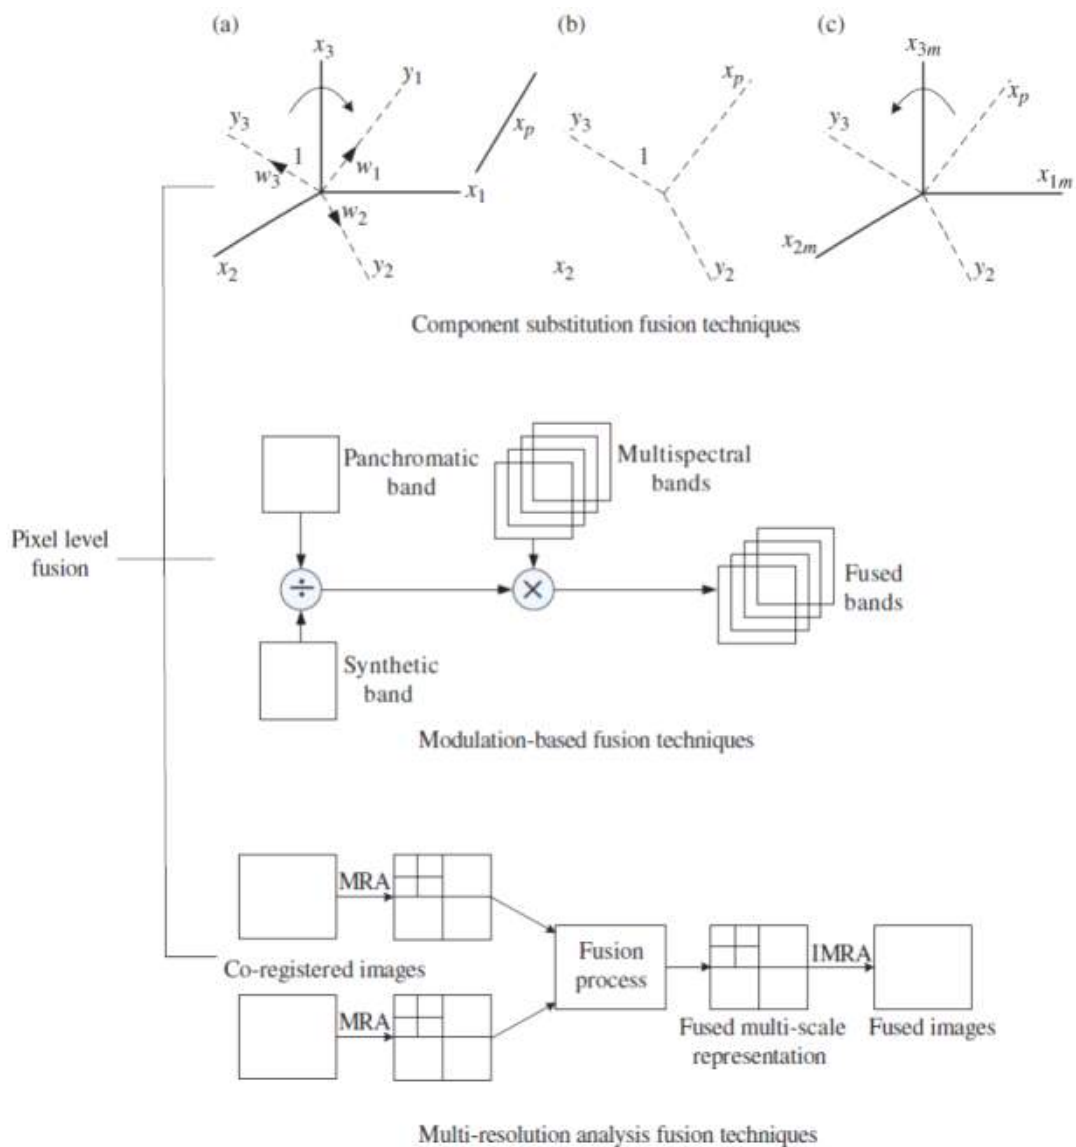 (a) (b) (c)
x3 y1 xp y3 1 w1 w3 w2 x1 x2 y2
xp y3 1 x2 y2
x3m xp y3 x1m x2m y2
Component substitution fusion techniques
Pixel level
fusion
Panchromatic
band
Multispectral
bands
÷
×
Fused
bands
Synthetic
band
Modulation-based fusion techniques
MRA
Co-registered images
MRA
Fusion
process
IMRA
Fused multi-scale
representation
Fused images
Multi-resolution analysis fusion techniques